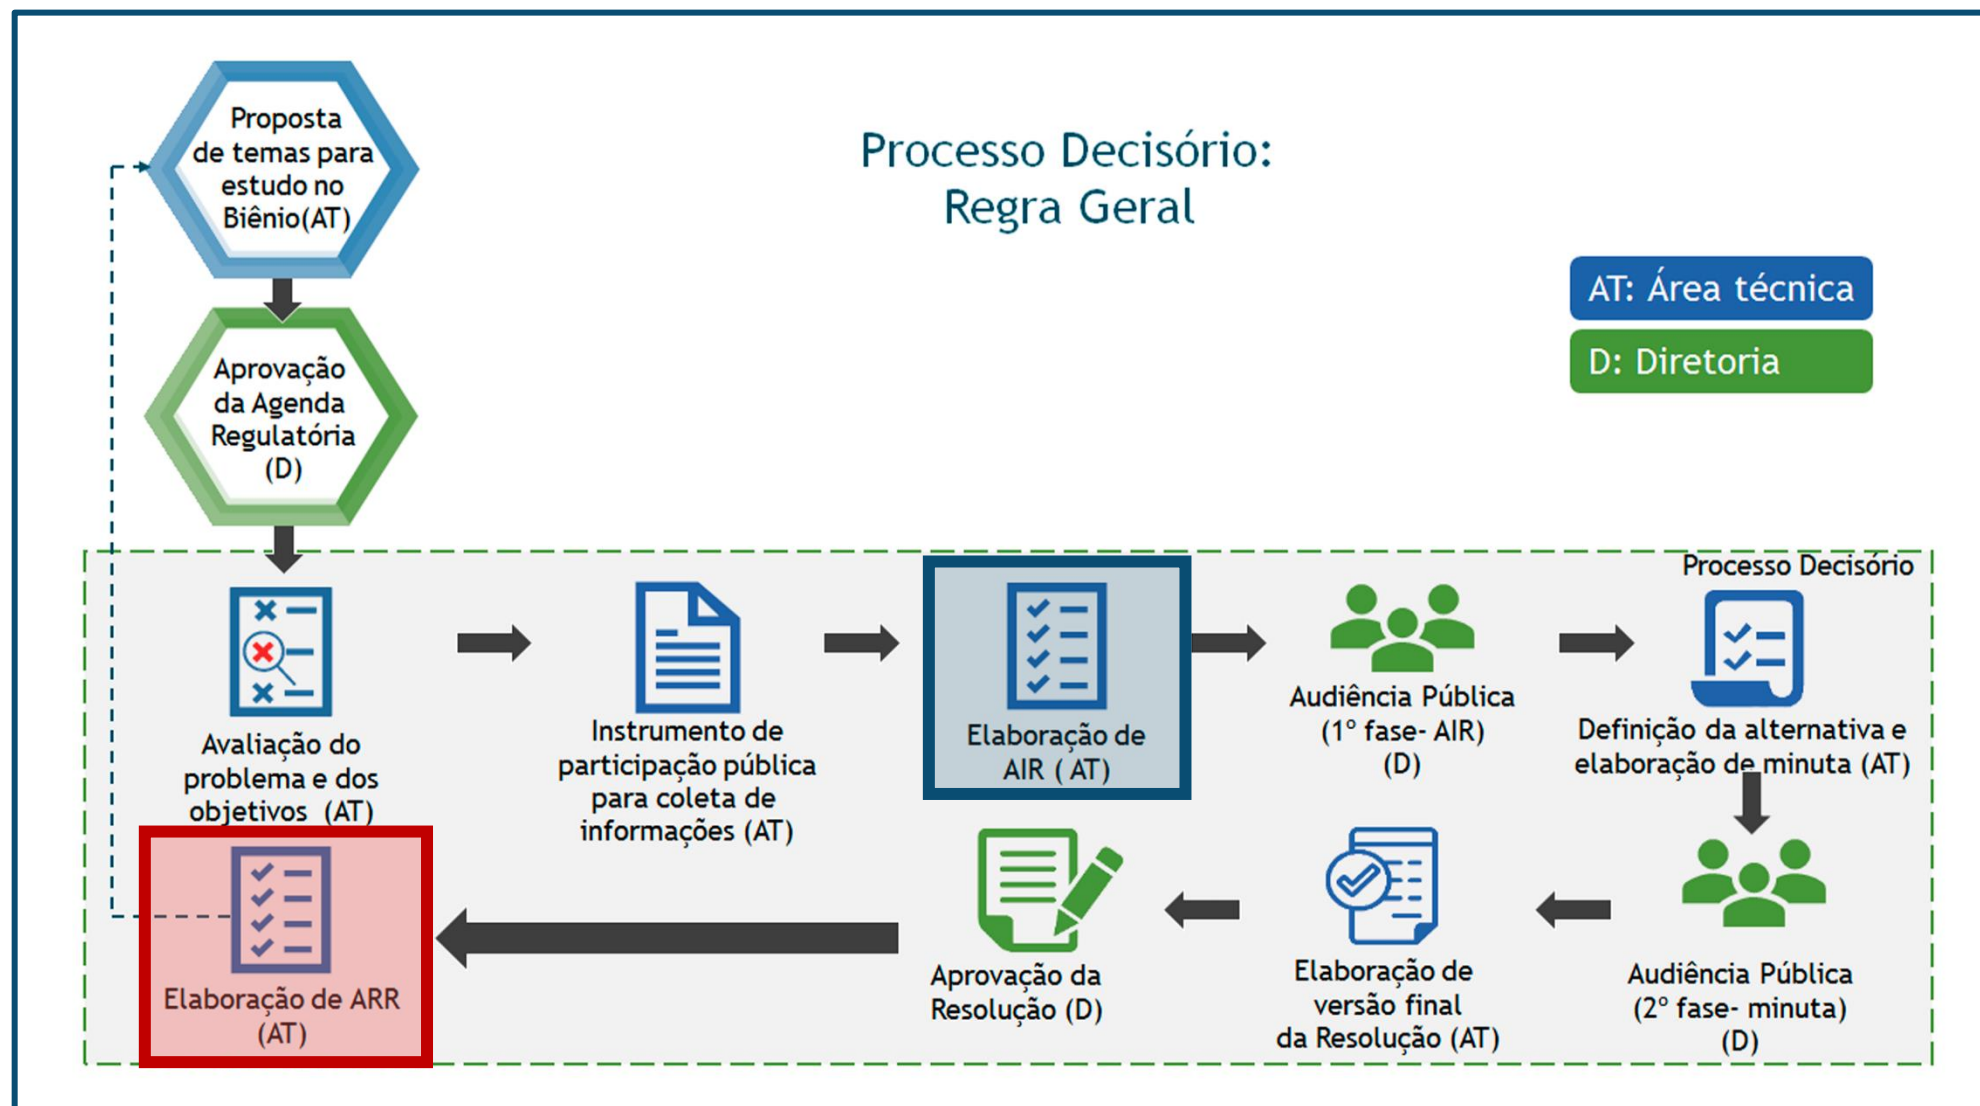 Proposta
de temas para
estudo no
Biênio(AT)
Processo Decisório:
Regra Geral
AT: Área técnica
D: Diretoria
Aprovação
da Agenda
Regulatória
(D)
Processo Decisório
Avaliação do
problema e dos
objetivos (AT)
Instrumento de
participação pública
para coleta de
informações (AT)
Elaboração de
AIR ( AT)
Audiência Pública
(1º fase- AIR)
(D)
Definição da alternativa e
elaboração de minuta (AT)
Audiência Pública
(2º fase- minuta)
(D)
Elaboração de
versão final
da Resolução (AT)
Aprovação da
Resolução (D)
Elaboração de ARR
(AT)